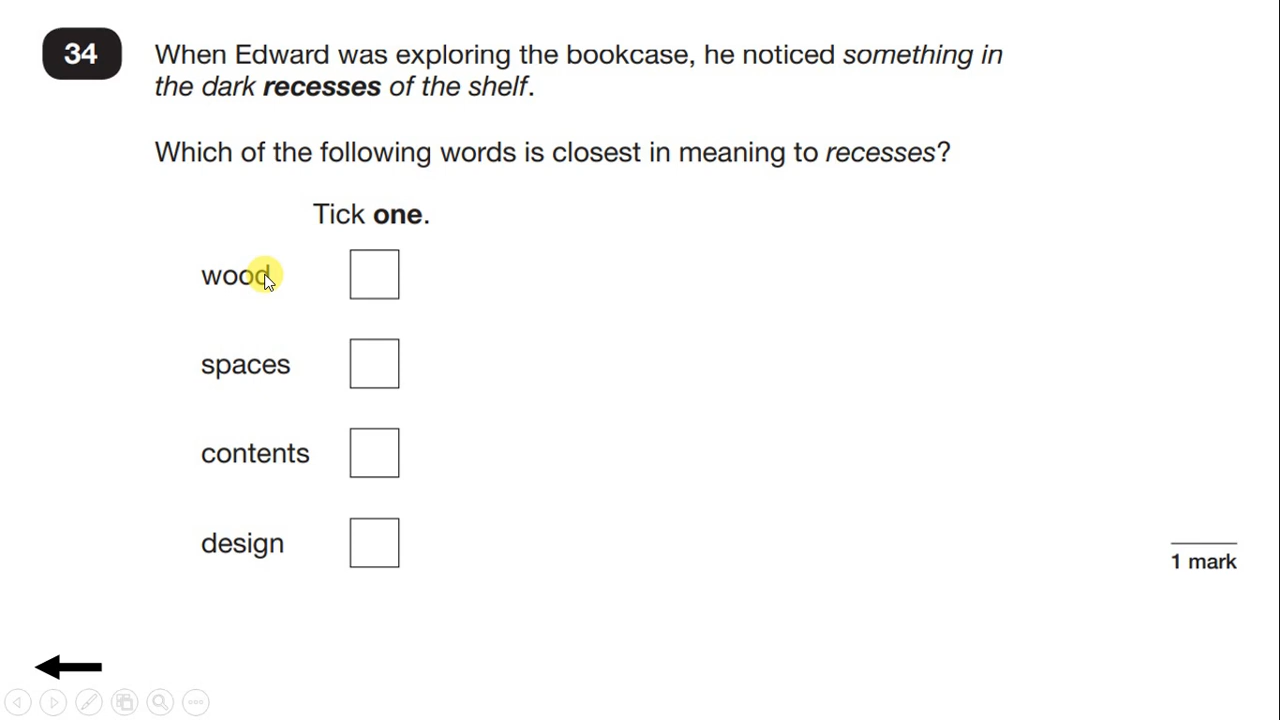 34
When Edward was exploring the bookcase, he noticed something in
the dark recesses of the shelf.
Which of the following words is closest in meaning to recesses?
Tick one.
wood
spaces
contents
design
1 mark